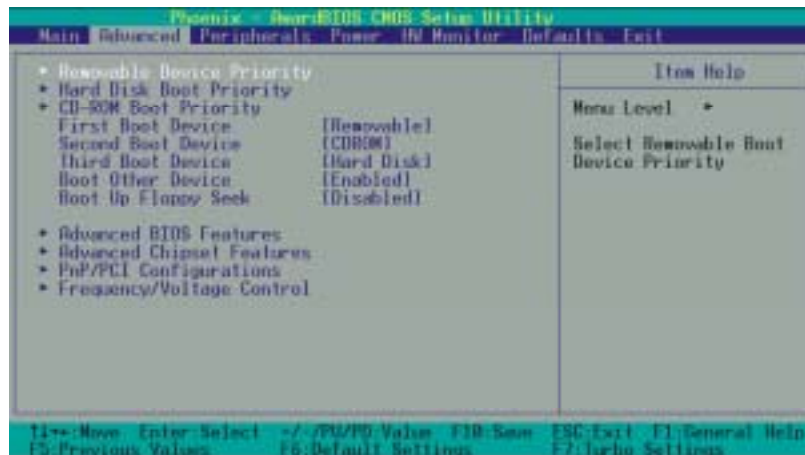 Phoenix - AwardBIOS CMOS Setup Utility
Main Advanced Peripherals Power HW Monitor Defaults Exit
Removable Device Priority
Hard Disk Boot Priority
CD-ROM Boot Priority
First Boot Device [Removable]
Second Boot Device [CDROM]
Third Boot Device [Hard Disk]
Boot Other Device [Enabled]
Boot Up Floppy Seek [Disabled]
Advanced BIOS Features
Advanced Chipset Features
PnP/PCI Configurations
Frequency/Voltage Control
Item Help
Menu Level
Select Removable Boot
Device Priority
↑↓→←:Move Enter:Select +/-/PU/PD:Value F10:Save ESC:Exit F1:General Help
F5:Previous Values F6:Default Settings F7:Turbo Settings